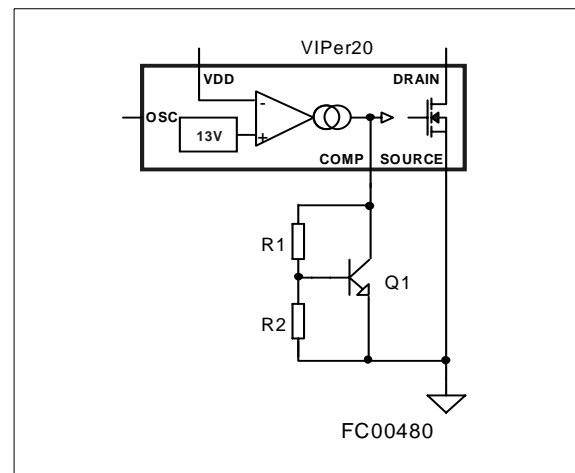 VIPer20
VDD
DRAIN
OSC
-
13V
+
COMP SOURCE
R1
Q1
R2
FC00480